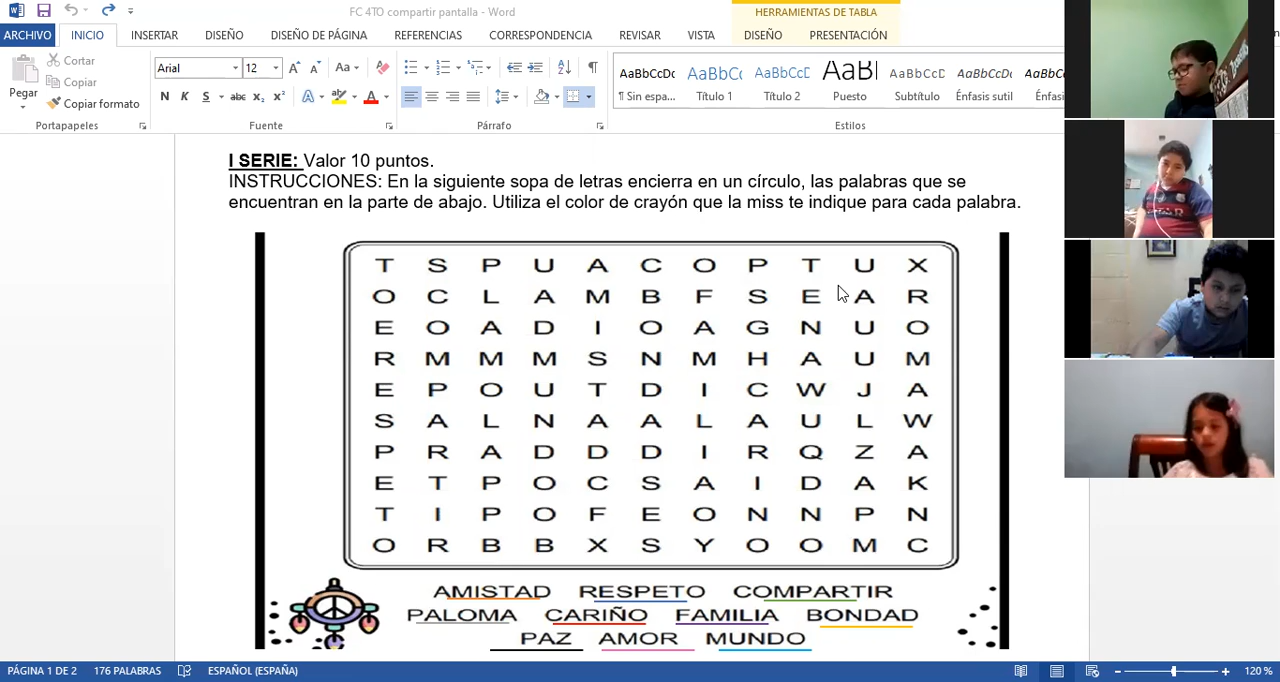 FC 4TO compartir pantalla - Word
HERRAMIENTAS DE TABLA
ARCHIVO INICIO INSERTAR DISEÑO DISEÑO DE PÁGINA REFERENCIAS CORRESPONDENCIA REVISAR VISTA DISEÑO PRESENTACIÓN
Cortar
Copiar
Copiar formato
Pegar
Arial 12
AaBbCcDc AaBbCc AaBbCcD AaBl AaBbCcD AaBbCcDt AaBbCc
¶ Sin espa... Título 1 Título 2 Puesto Subtítulo Énfasis sutil Énfasi
Portapapeles Fuente Párrafo Estilos
I SERIE: Valor 10 puntos.
INSTRUCCIONES: En la siguiente sopa de letras encierra en un círculo, las palabras que se
encuentran en la parte de abajo. Utiliza el color de crayón que la miss te indique para cada palabra.
T S P U A C O P T U X
O C L A M B F S E A R
E O A D I O A G N U O
R M M M S N M H A U M
E P O U T D I C W J A
S A L N A A L A U L W
P R A D D D I R Q Z A
E T P O C S A I D A K
T I P O F E O N N P N
O R B B X S Y O O M C
AMISTAD RESPETO COMPARTIR
PALOMA CARIÑO FAMILIA BONDAD
PAZ AMOR MUNDO
PÁGINA 1 DE 2 176 PALABRAS ESPAÑOL (ESPAÑA) 120 %